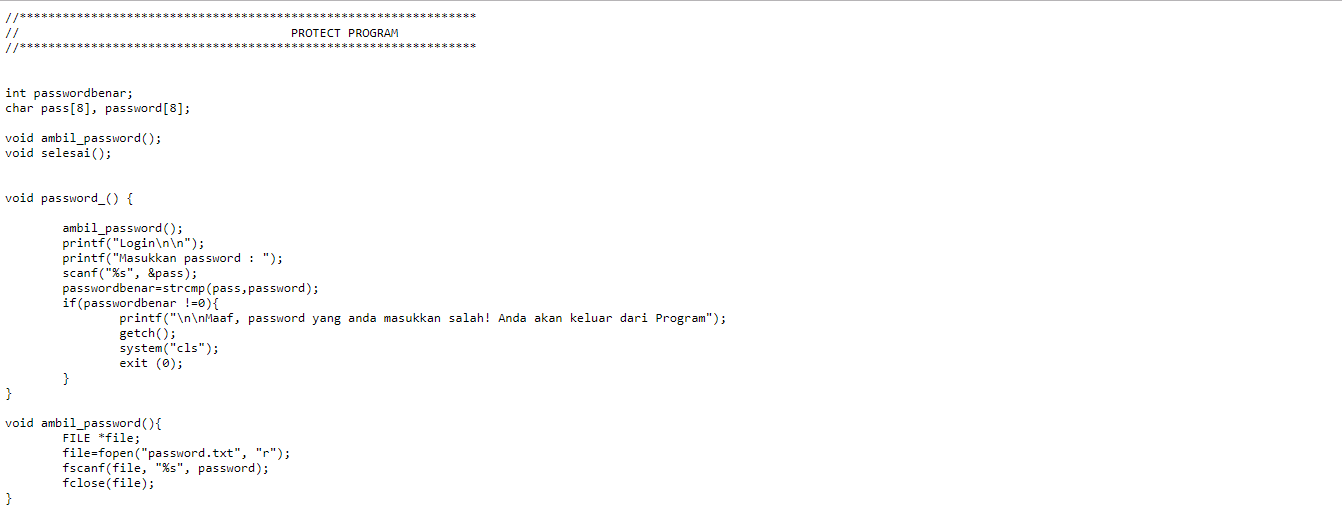 //****************************************************************
//                                      PROTECT PROGRAM
//****************************************************************
int passwordbenar;
char pass[8], password[8];
void ambil_password();
void selesai();
void password_() {
        ambil_password();
        printf("Login\n\n");
        printf("Masukkan password : ");
        scanf("%s", &pass);
        passwordbenar=strcmp(pass,password);
        if(passwordbenar !=0){
                printf("\n\nMaaf, password yang anda masukkan salah! Anda akan keluar dari Program");
                getch();
                system("cls");
                exit (0);
        }
}
void ambil_password(){
        FILE *file;
        file=fopen("password.txt", "r");
        fscanf(file, "%s", password);
        fclose(file);
}